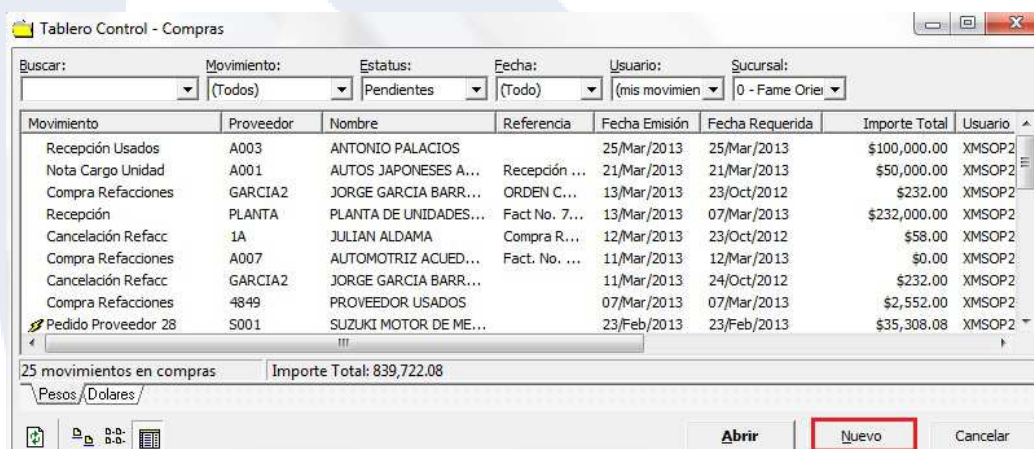 Tablero Control - Compras
Buscar: Movimiento: Estatus: Fecha: Usuario: Sucursal:
(Todos) Pendientes (Todo) (mis movimien 0 - Fame Orier
Movimiento Proveedor Nombre Referencia Fecha Emisión Fecha Requerida Importe Total Usuario
Recepción Usados A003 ANTONIO PALACIOS 25/Mar/2013 25/Mar/2013 $100,000.00 XMSOP2
Nota Cargo Unidad A001 AUTOS JAPONESES A... Recepción ... 21/Mar/2013 21/Mar/2013 $50,000.00 XMSOP2
Compra Refacciones GARCIA2 JORGE GARCIA BARR... ORDEN C... 13/Mar/2013 23/Oct/2012 $232.00 XMSOP2
Recepción PLANTA PLANTA DE UNIDADES... Fact No. 7... 13/Mar/2013 07/Mar/2013 $232,000.00 XMSOP2
Cancelación Refacc 1A JULIAN ALDAMA Compra R... 12/Mar/2013 23/Oct/2012 $58.00 XMSOP2
Compra Refacciones A007 AUTOMOTRIZ ACUED... Fact. No. ... 11/Mar/2013 12/Mar/2013 $0.00 XMSOP2
Cancelación Refacc GARCIA2 JORGE GARCIA BARR... 11/Mar/2013 24/Oct/2012 $232.00 XMSOP2
Compra Refacciones 4849 PROVEEDOR USADOS 07/Mar/2013 07/Mar/2013 $2,552.00 XMSOP2
Pedido Proveedor 28 S001 SUZUKI MOTOR DE ME... 23/Feb/2013 23/Feb/2013 $35,308.08 XMSOP2
25 movimientos en compras Importe Total: 839,722.08
Pesos Dolares
Abrir Nuevo Cancelar